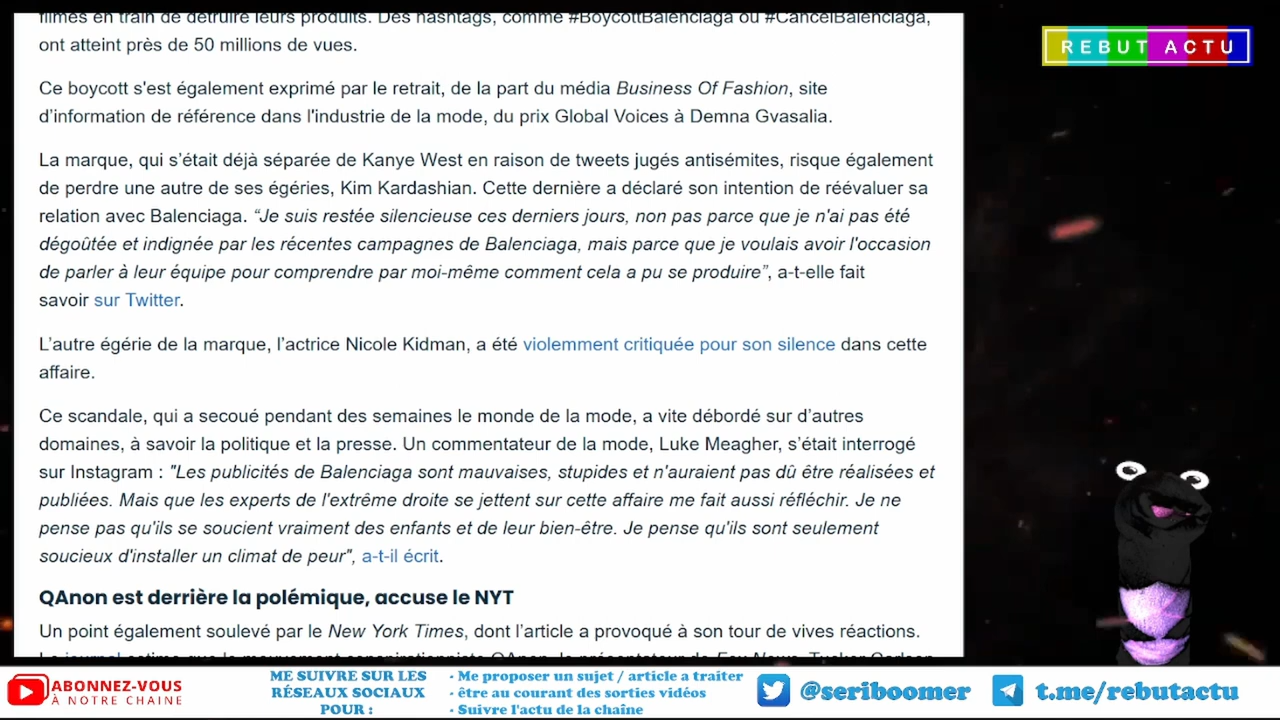 filmés en train de détruire leurs produits. Des hashtags, comme #BoycottBalenciaga ou #CancelBalenciaga,
ont atteint près de 50 millions de vues.
Ce boycott s'est également exprimé par le retrait, de la part du média Business Of Fashion, site
d’information de référence dans l'industrie de la mode, du prix Global Voices à Demna Gvasalia.
La marque, qui s’était déjà séparée de Kanye West en raison de tweets jugés antisémites, risque également
de perdre une autre de ses égéries, Kim Kardashian. Cette dernière a déclaré son intention de réévaluer sa
relation avec Balenciaga. “Je suis restée silencieuse ces derniers jours, non pas parce que je n'ai pas été
dégoûtée et indignée par les récentes campagnes de Balenciaga, mais parce que je voulais avoir l'occasion
de parler à leur équipe pour comprendre par moi-même comment cela a pu se produire”, a-t-elle fait
savoir sur Twitter.
L’autre égérie de la marque, l’actrice Nicole Kidman, a été violemment critiquée pour son silence dans cette
affaire.
Ce scandale, qui a secoué pendant des semaines le monde de la mode, a vite débordé sur d’autres
domaines, à savoir la politique et la presse. Un commentateur de la mode, Luke Meagher, s’était interrogé
sur Instagram : "Les publicités de Balenciaga sont mauvaises, stupides et n'auraient pas dû être réalisées et
publiées. Mais que les experts de l'extrême droite se jettent sur cette affaire me fait aussi réfléchir. Je ne
pense pas qu'ils se soucient vraiment des enfants et de leur bien-être. Je pense qu'ils sont seulement
soucieux d'installer un climat de peur", a-t-il écrit.
QAnon est derrière la polémique, accuse le NYT
Un point également soulevé par le New York Times, dont l’article a provoqué à son tour de vives réactions.
Le journal estime que le mouvement conspirationniste QAnon, le présentateur de Fox News, Tucker Carlson
REBUT ACTU
ABONNEZ-VOUS
À NOTRE CHAINE
ME SUIVRE SUR LES
RÉSEAUX SOCIAUX
POUR :
- Me proposer un sujet / article a traiter
- être au courant des sorties vidéos
- Suivre l'actu de la chaîne
@seriboomer
t.me/rebutactu